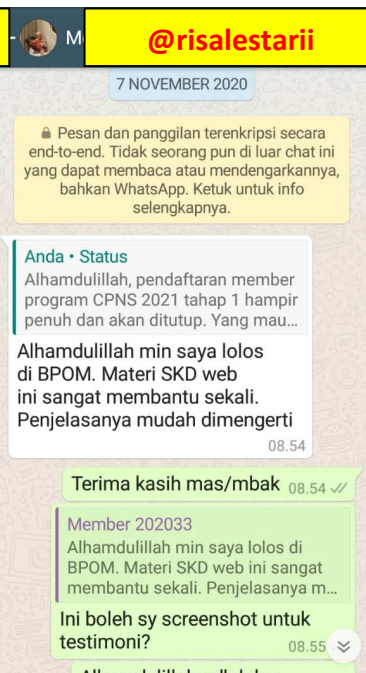 M
@risalestarii
7 NOVEMBER 2020
Pesan dan panggilan terenkripsi secara
end-to-end. Tidak seorang pun di luar chat ini
yang dapat membaca atau mendengarkannya,
bahkan WhatsApp. Ketuk untuk info
selengkapnya.
Anda • Status
Alhamdulillah, pendaftaran member
program CPNS 2021 tahap 1 hampir
penuh dan akan ditutup. Yang mau...
Alhamdulillah min saya lolos
di BPOM. Materi SKD web
ini sangat membantu sekali.
Penjelasanya mudah dimengerti
08.54
Terima kasih mas/mbak 08.54
Member 202033
Alhamdulillah min saya lolos di
BPOM. Materi SKD web ini sangat
membantu sekali. Penjelasanya m...
Ini boleh sy screenshot untuk
testimoni?
08.55